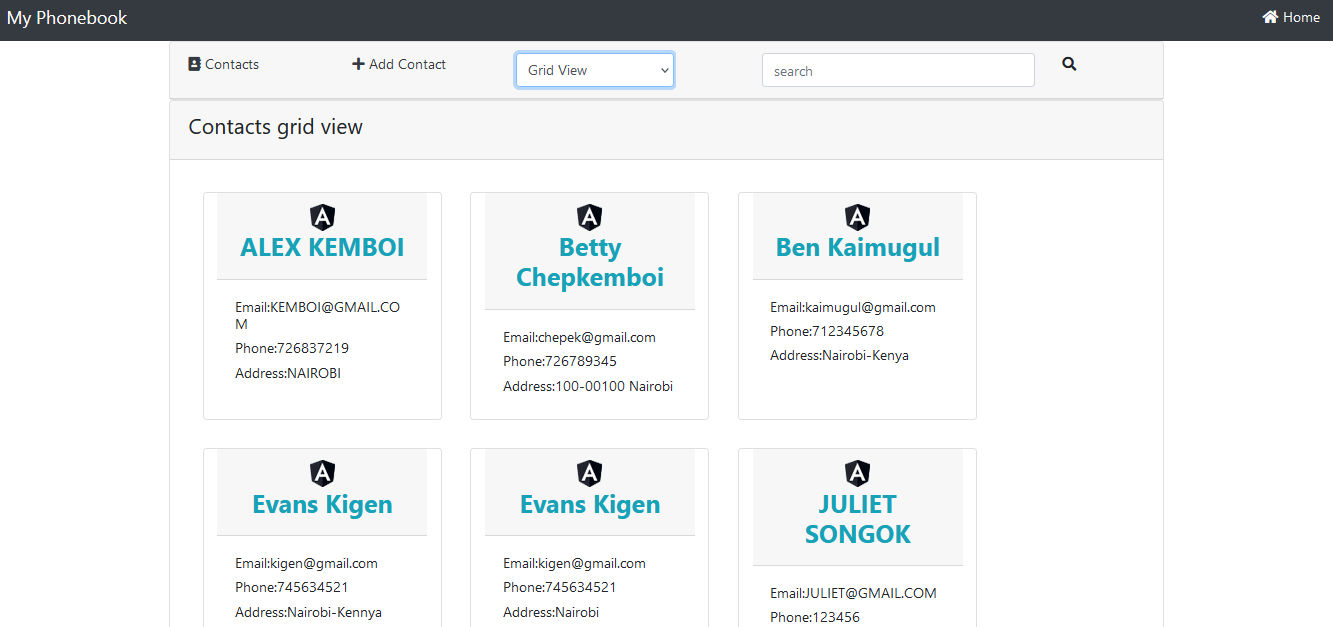 My Phonebook
Home
Contacts
Add Contact
Grid View
search
Contacts grid view
A
ALEX KEMBOI
Email:KEMBOI@GMAIL.CO
M
Phone:726837219
Address:NAIROBI
A
Betty
Chepkemboi
Email:chepek@gmail.com
Phone:726789345
Address:100-00100 Nairobi
A
Ben Kaimugul
Email:kaimugul@gmail.com
Phone:712345678
Address:Nairobi-Kenya
A
Evans Kigen
Email:kigen@gmail.com
Phone:745634521
Address:Nairobi-Kennya
A
Evans Kigen
Email:kigen@gmail.com
Phone:745634521
Address:Nairobi
A
JULIET
SONGOK
Email:JULIET@GMAIL.COM
Phone:123456